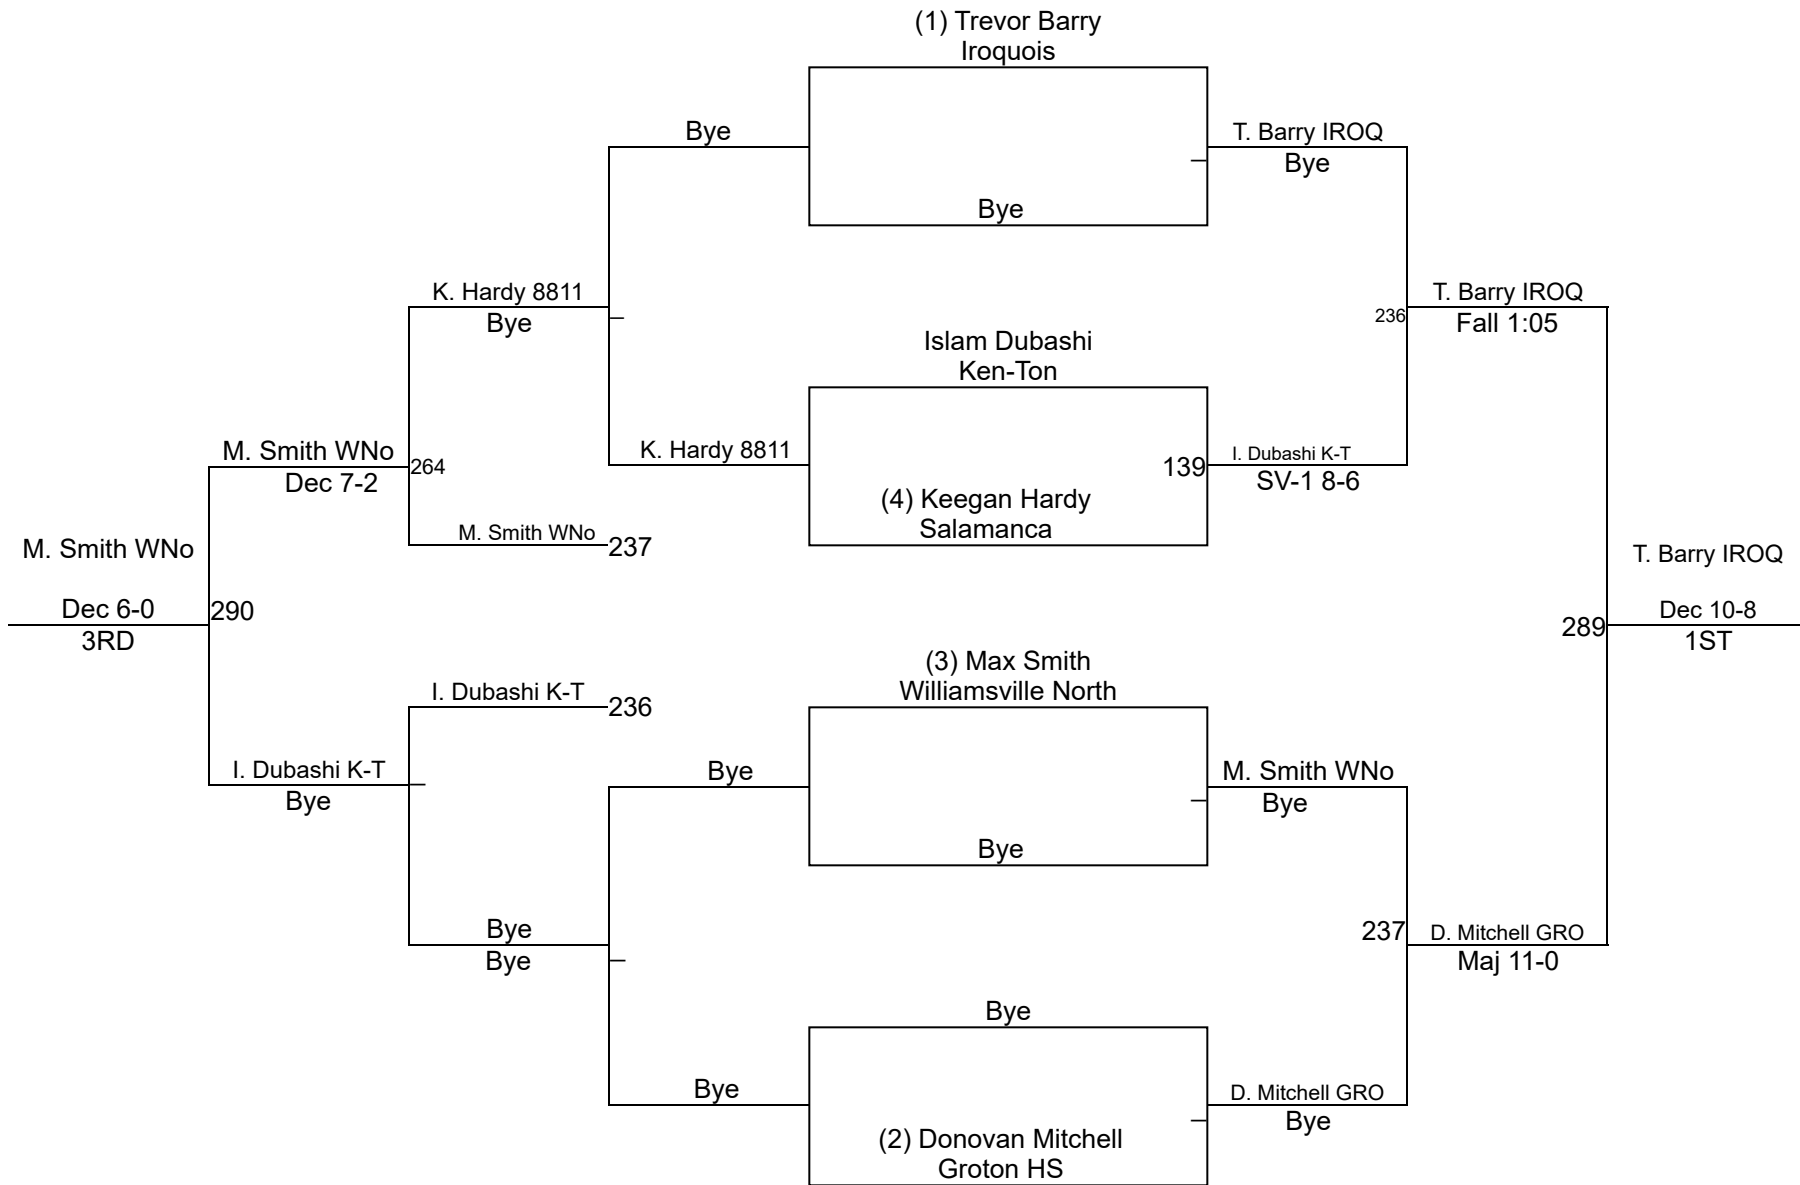 (1) Trevor Barry
Iroquois
Bye
T. Barry IROQ
Bye
Bye
K. Hardy 8811
Bye
T. Barry IROQ
236
Fall 1:05
Islam Dubashi
Ken-Ton
M. Smith WNo
264
Dec 7-2
K. Hardy 8811
139
I. Dubashi K-T
SV-1 8-6
(4) Keegan Hardy
Salamanca
M. Smith WNo
237
M. Smith WNo
T. Barry IROQ
Dec 6-0
290
3RD
289
Dec 10-8
1ST
(3) Max Smith
Williamsville North
I. Dubashi K-T
236
I. Dubashi K-T
Bye
Bye
M. Smith WNo
Bye
Bye
Bye
Bye
237
D. Mitchell GRO
Maj 11-0
Bye
Bye
D. Mitchell GRO
Bye
(2) Donovan Mitchell
Groton HS